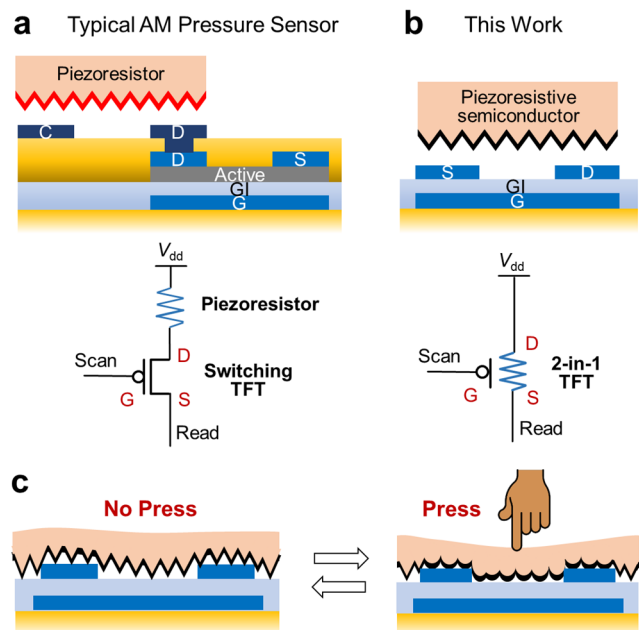 a Typical AM Pressure Sensor
b This Work
Piezoresistor
C
D
D
S
Active
GI
G
Piezoresistive
semiconductor
S
D
GI
G
Vdd
Piezoresistor
Scan
D
G
S
Switching
TFT
Read
Vdd
Scan
D
G
S
2-in-1
TFT
Read
c
No Press
Press